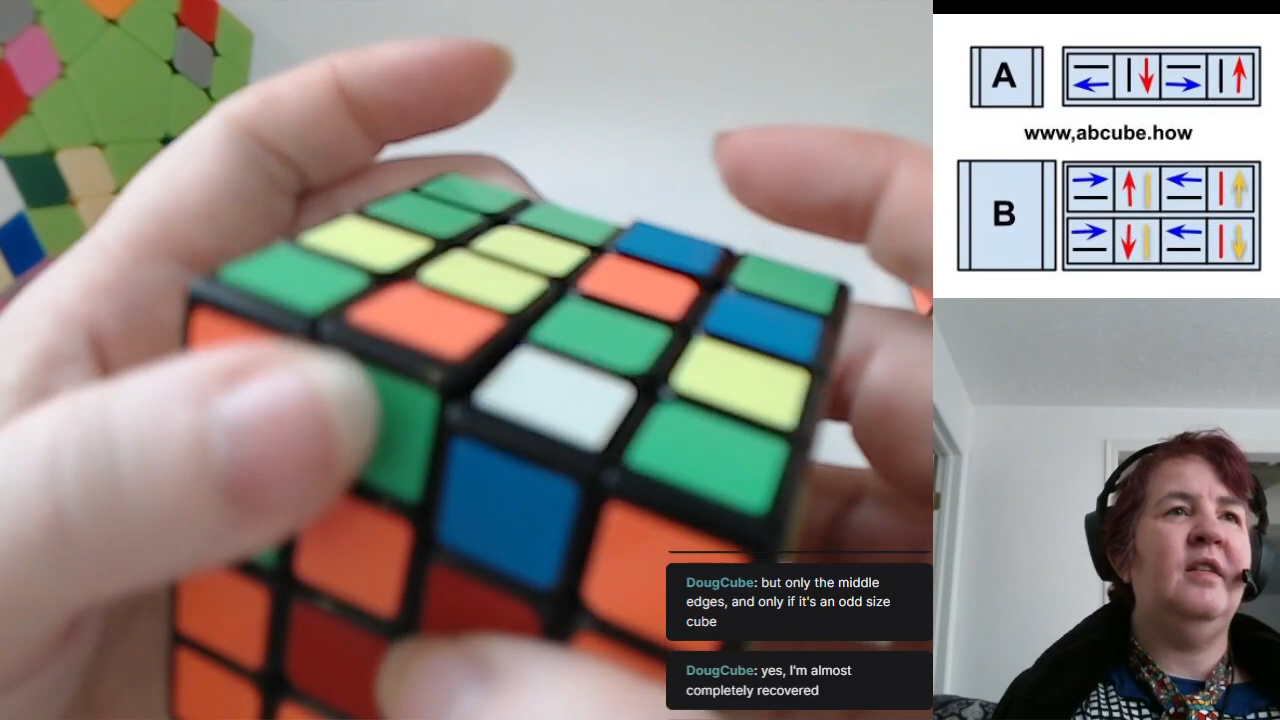 A
www,abcube.how
B
DougCube: but only the middle
edges, and only if it's an odd size
cube
DougCube: yes, I'm almost
completely recovered